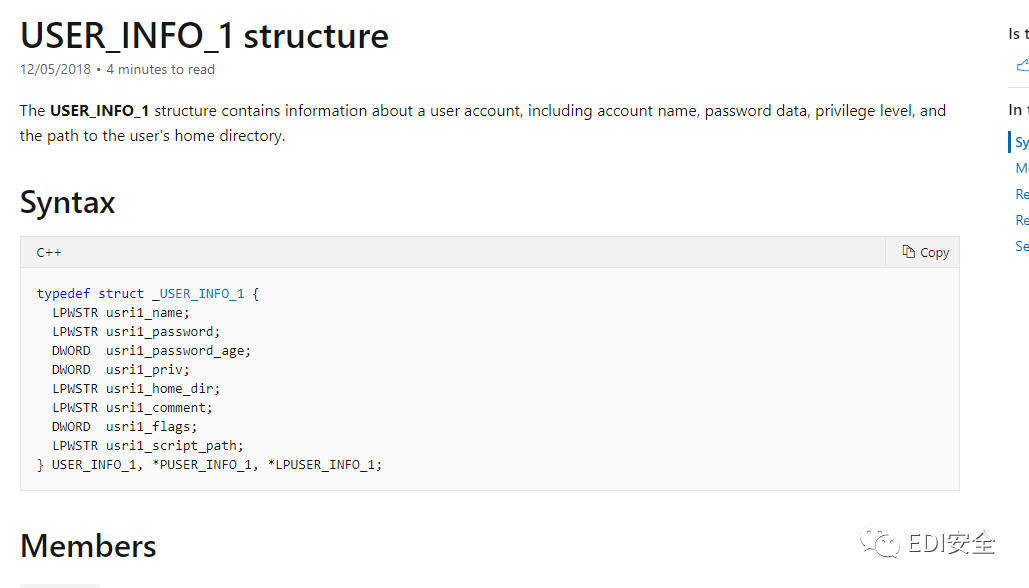 USER_INFO_1 structure
12/05/2018 • 4 minutes to read
The USER_INFO_1 structure contains information about a user account, including account name, password data, privilege level, and
the path to the user's home directory.
Syntax
C++
Copy
typedef struct _USER_INFO_1 {
  LPWSTR usri1_name;
  LPWSTR usri1_password;
  DWORD  usri1_password_age;
  DWORD  usri1_priv;
  LPWSTR usri1_home_dir;
  LPWSTR usri1_comment;
  DWORD  usri1_flags;
  LPWSTR usri1_script_path;
} USER_INFO_1, *PUSER_INFO_1, *LPUSER_INFO_1;
Members
Is t
In t
Sy
Me
Re
Re
Se
EDI安全